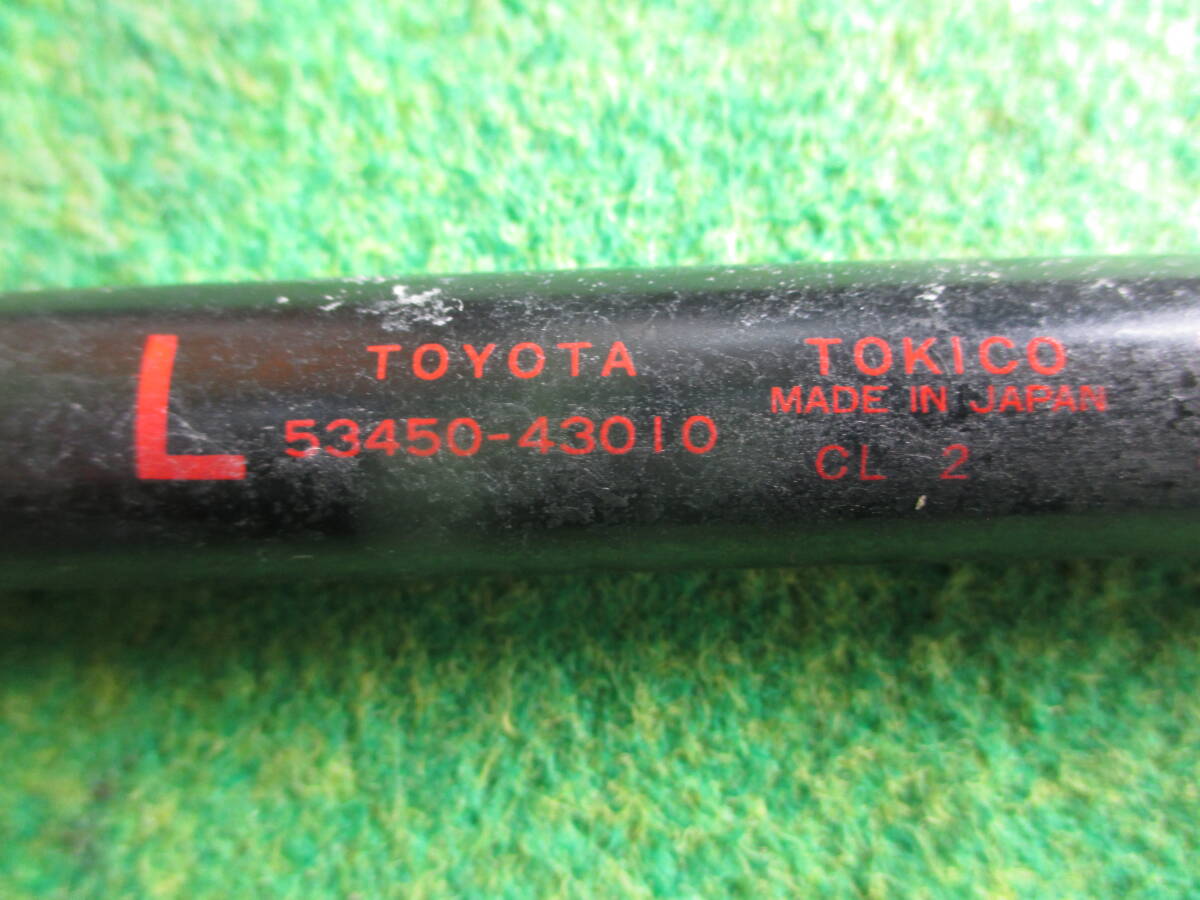 L
TOYOTA
53450-43010
TOKICO
MADE IN JAPAN
CL 2